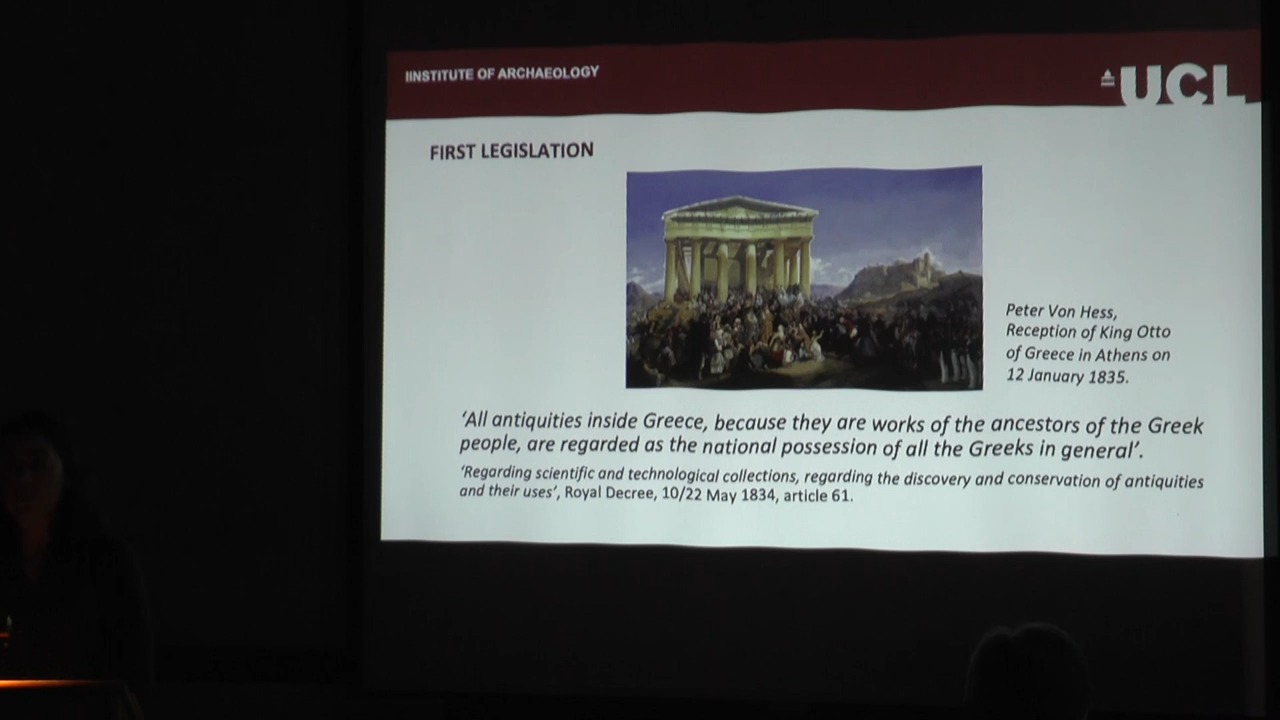 IINSTITUTE OF ARCHAEOLOGY
UCL
FIRST LEGISLATION
Peter Von Hess,
Reception of King Otto
of Greece in Athens on
12 January 1835.
‘All antiquities inside Greece, because they are works of the ancestors of the Greek
people, are regarded as the national possession of all the Greeks in general’.
‘Regarding scientific and technological collections, regarding the discovery and conservation of antiquities
and their uses’, Royal Decree, 10/22 May 1834, article 61.